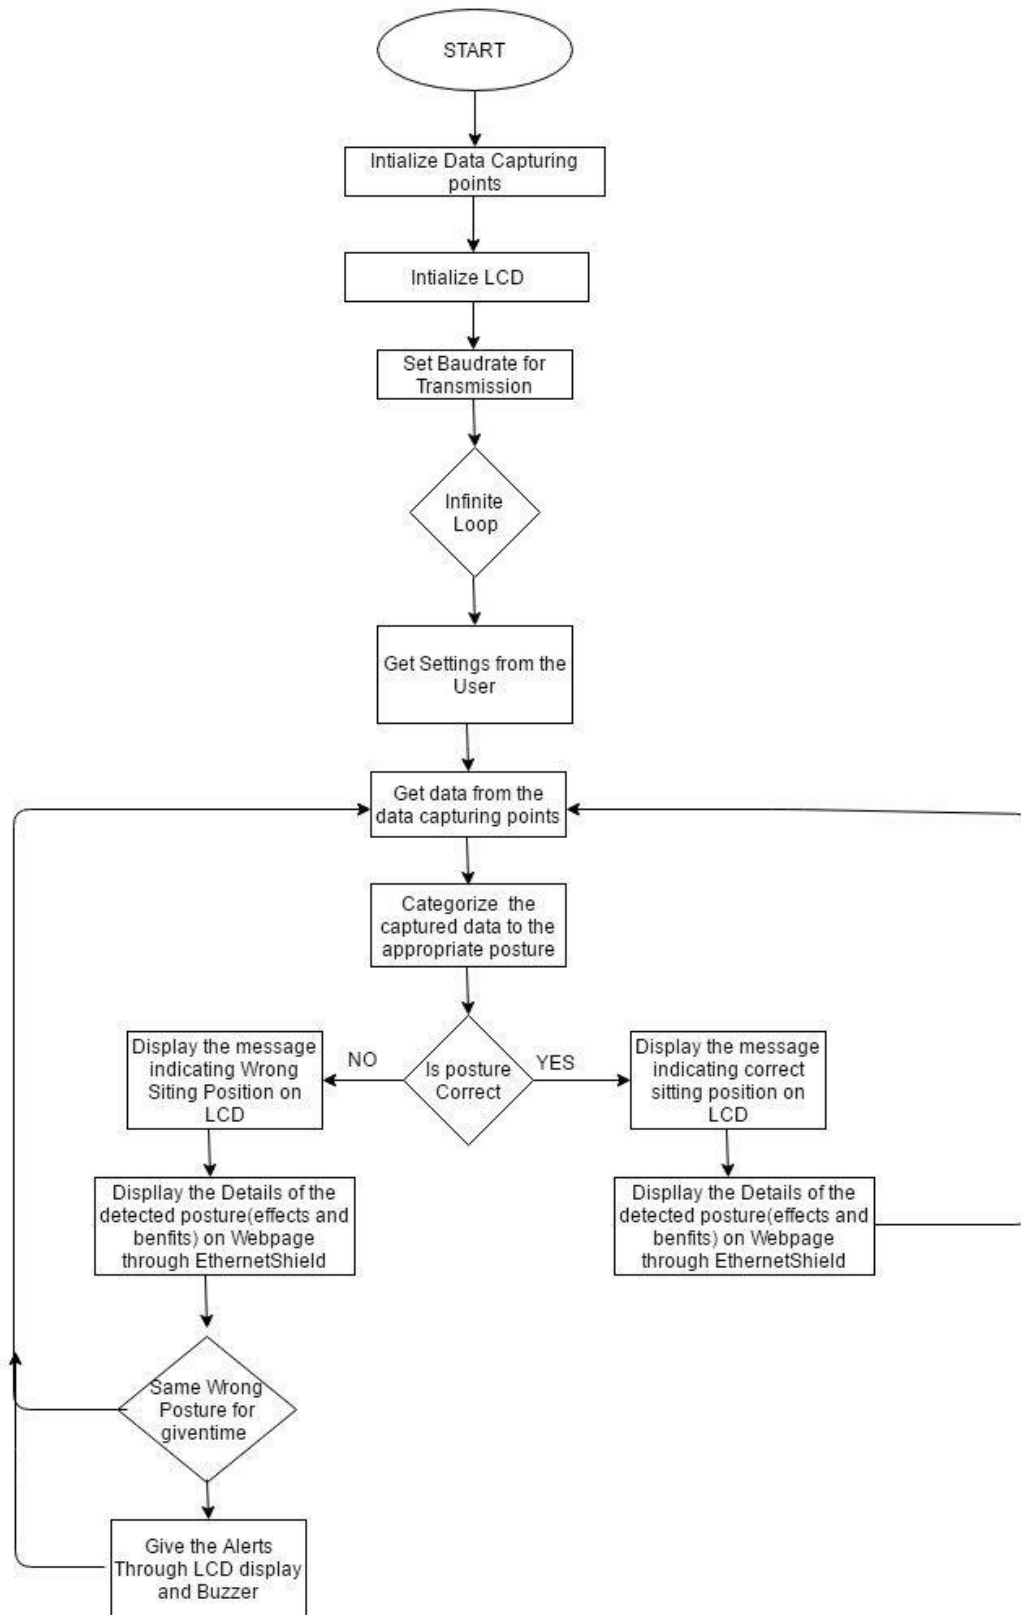 START
Intialize Data Capturing
points
Intialize LCD
Set Baudrate for
Transmission
Infinite
Loop
Get Settings from the
User
Get data from the
data capturing points
Categorize the
captured data to the
appropriate posture
Is posture
Correct
NO
YES
Display the message
indicating Wrong
Siting Position on
LCD
Display the message
indicating correct
sitting position on
LCD
Displlay the Details of the
detected posture(effects and
benfits) on Webpage
through EthernetShield
Displlay the Details of the
detected posture(effects and
benfits) on Webpage
through EthernetShield
Same Wrong
Posture for
giventime
Give the Alerts
Through LCD display
and Buzzer